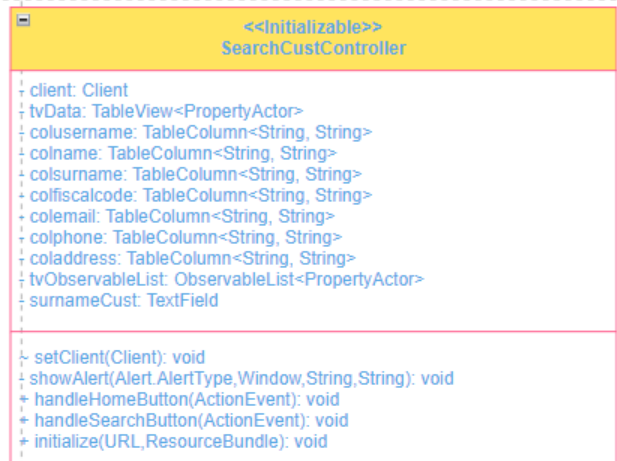 <<Initializable>>
SearchCustController
- client: Client
- tvData: TableView<PropertyActor>
- colusername: TableColumn<String, String>
- colname: TableColumn<String, String>
- colsurname: TableColumn<String, String>
- colfiscalcode: TableColumn<String, String>
- colemail: TableColumn<String, String>
- colphone: TableColumn<String, String>
- coladdress: TableColumn<String, String>
- tvObservableList: ObservableList<PropertyActor>
- surnameCust: TextField
~ setClient(Client): void
- showAlert(Alert.AlertType,Window,String,String): void
+ handleHomeButton(ActionEvent): void
+ handleSearchButton(ActionEvent): void
+ initialize(URL,ResourceBundle): void